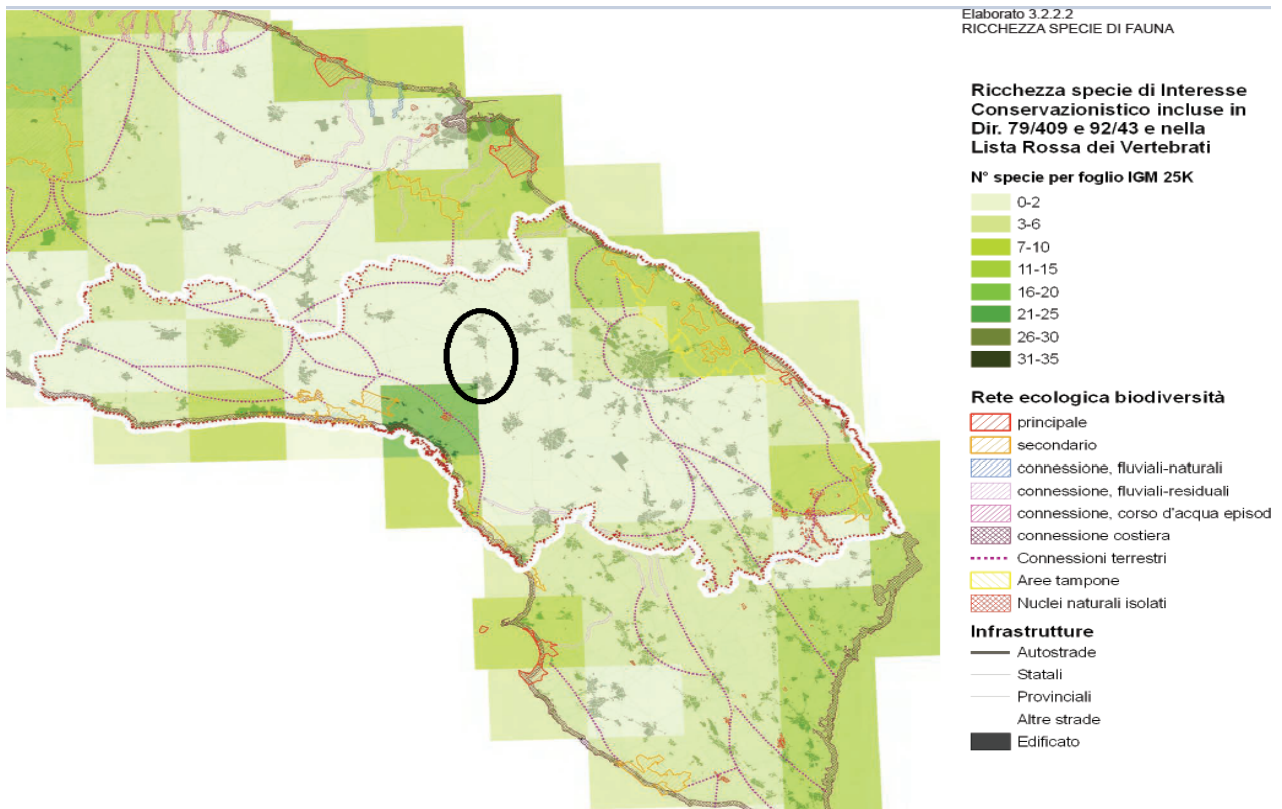 Elaborato 3.2.2.2
RICCHEZZA SPECIE DI FAUNA
Ricchezza specie di Interesse
Conservazionistico incluse in
Dir. 79/409 e 92/43 e nella
Lista Rossa dei Vertebrati
N° specie per foglio IGM 25K
0-2
3-6
7-10
11-15
16-20
21-25
26-30
31-35
Rete ecologica biodiversità
principale
secondario
connessione, fluviali-naturali
connessione, fluviali-residuali
connessione, corso d'acqua episod
connessione costiera
Connessioni terrestri
Aree tampone
Nuclei naturali isolati
Infrastrutture
Autostrade
Statali
Provinciali
Altre strade
Edificato